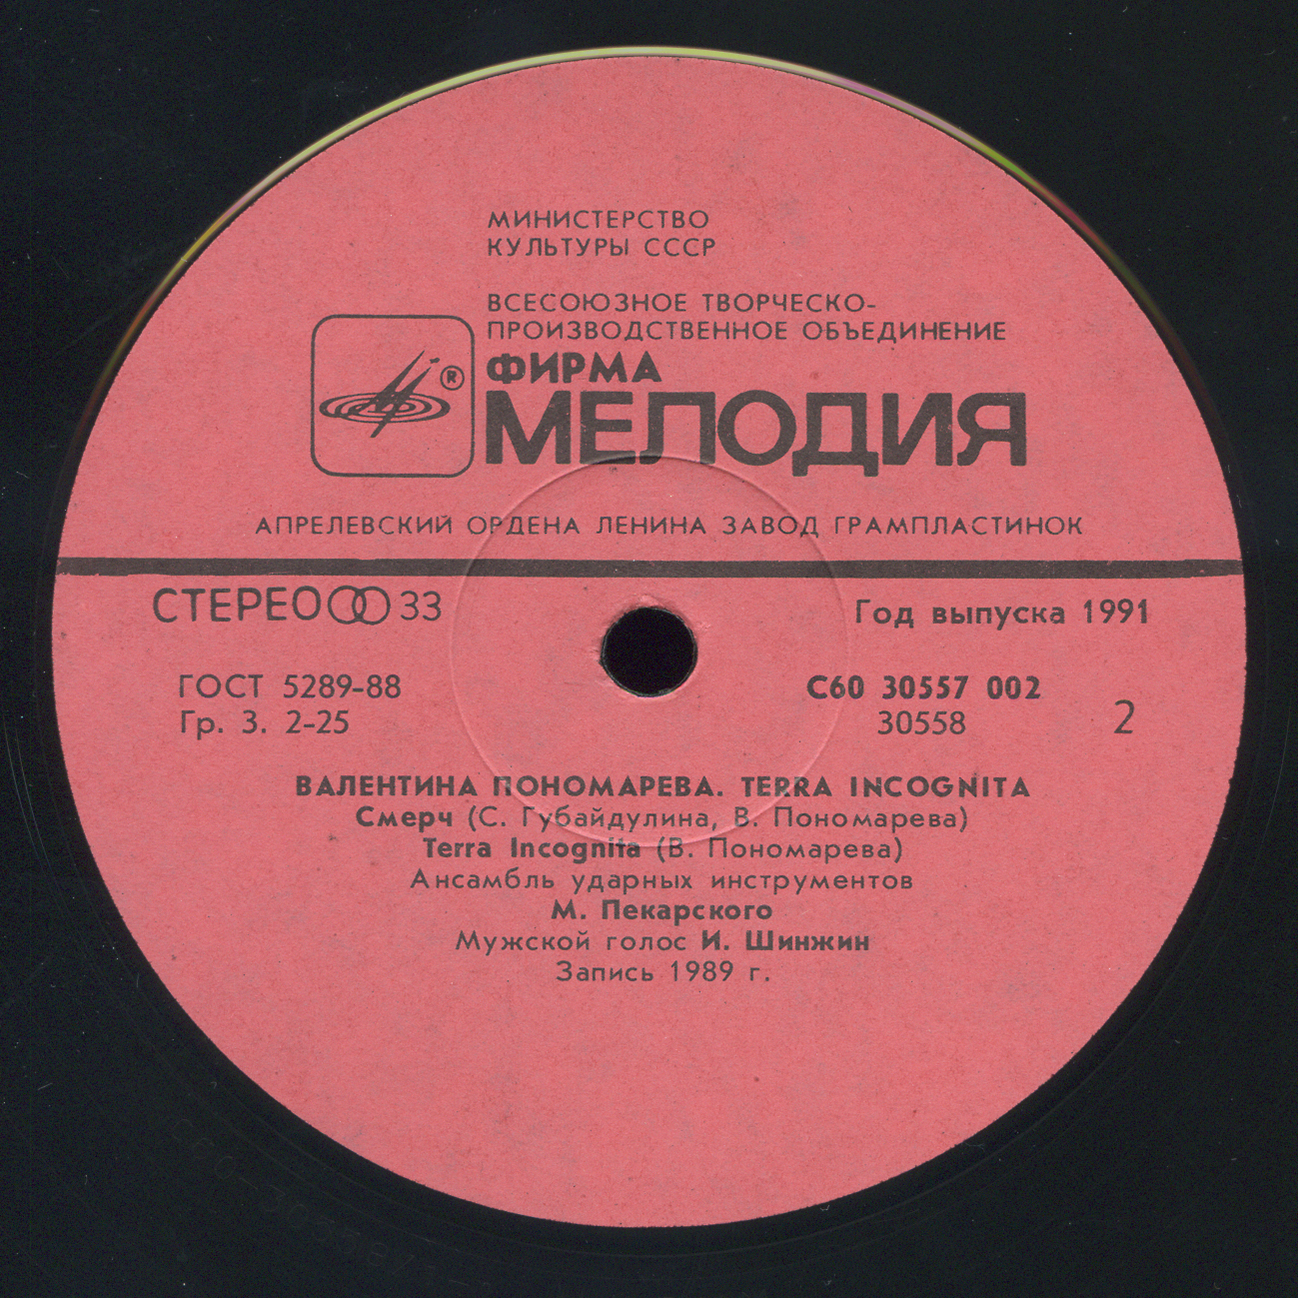 МИНИСТЕРСТВО
КУЛЬТУРЫ СССР
ВСЕСОЮЗНОЕ ТВОРЧЕСКО-
ПРОИЗВОДСТВЕННОЕ ОБЪЕДИНЕНИЕ
ФИРМА
®
МЕЛОДИЯ
АПРЕЛЕВСКИЙ ОРДЕНА ЛЕНИНА ЗАВОД ГРАМПЛАСТИНОК
СТЕРЕО 33
Год выпуска 1991
ГОСТ 5289-88
С60 30557 002
Гр. 3. 2-25
30558
2
ВАЛЕНТИНА ПОНОМАРЕВА. TERRA INCOGNITA
Смерч (С. Губайдулина, В. Пономарева)
Terra Incognita (В. Пономарева)
Ансамбль ударных инструментов
М. Пекарского
Мужской голос И. Шинжин
Запись 1989 г.